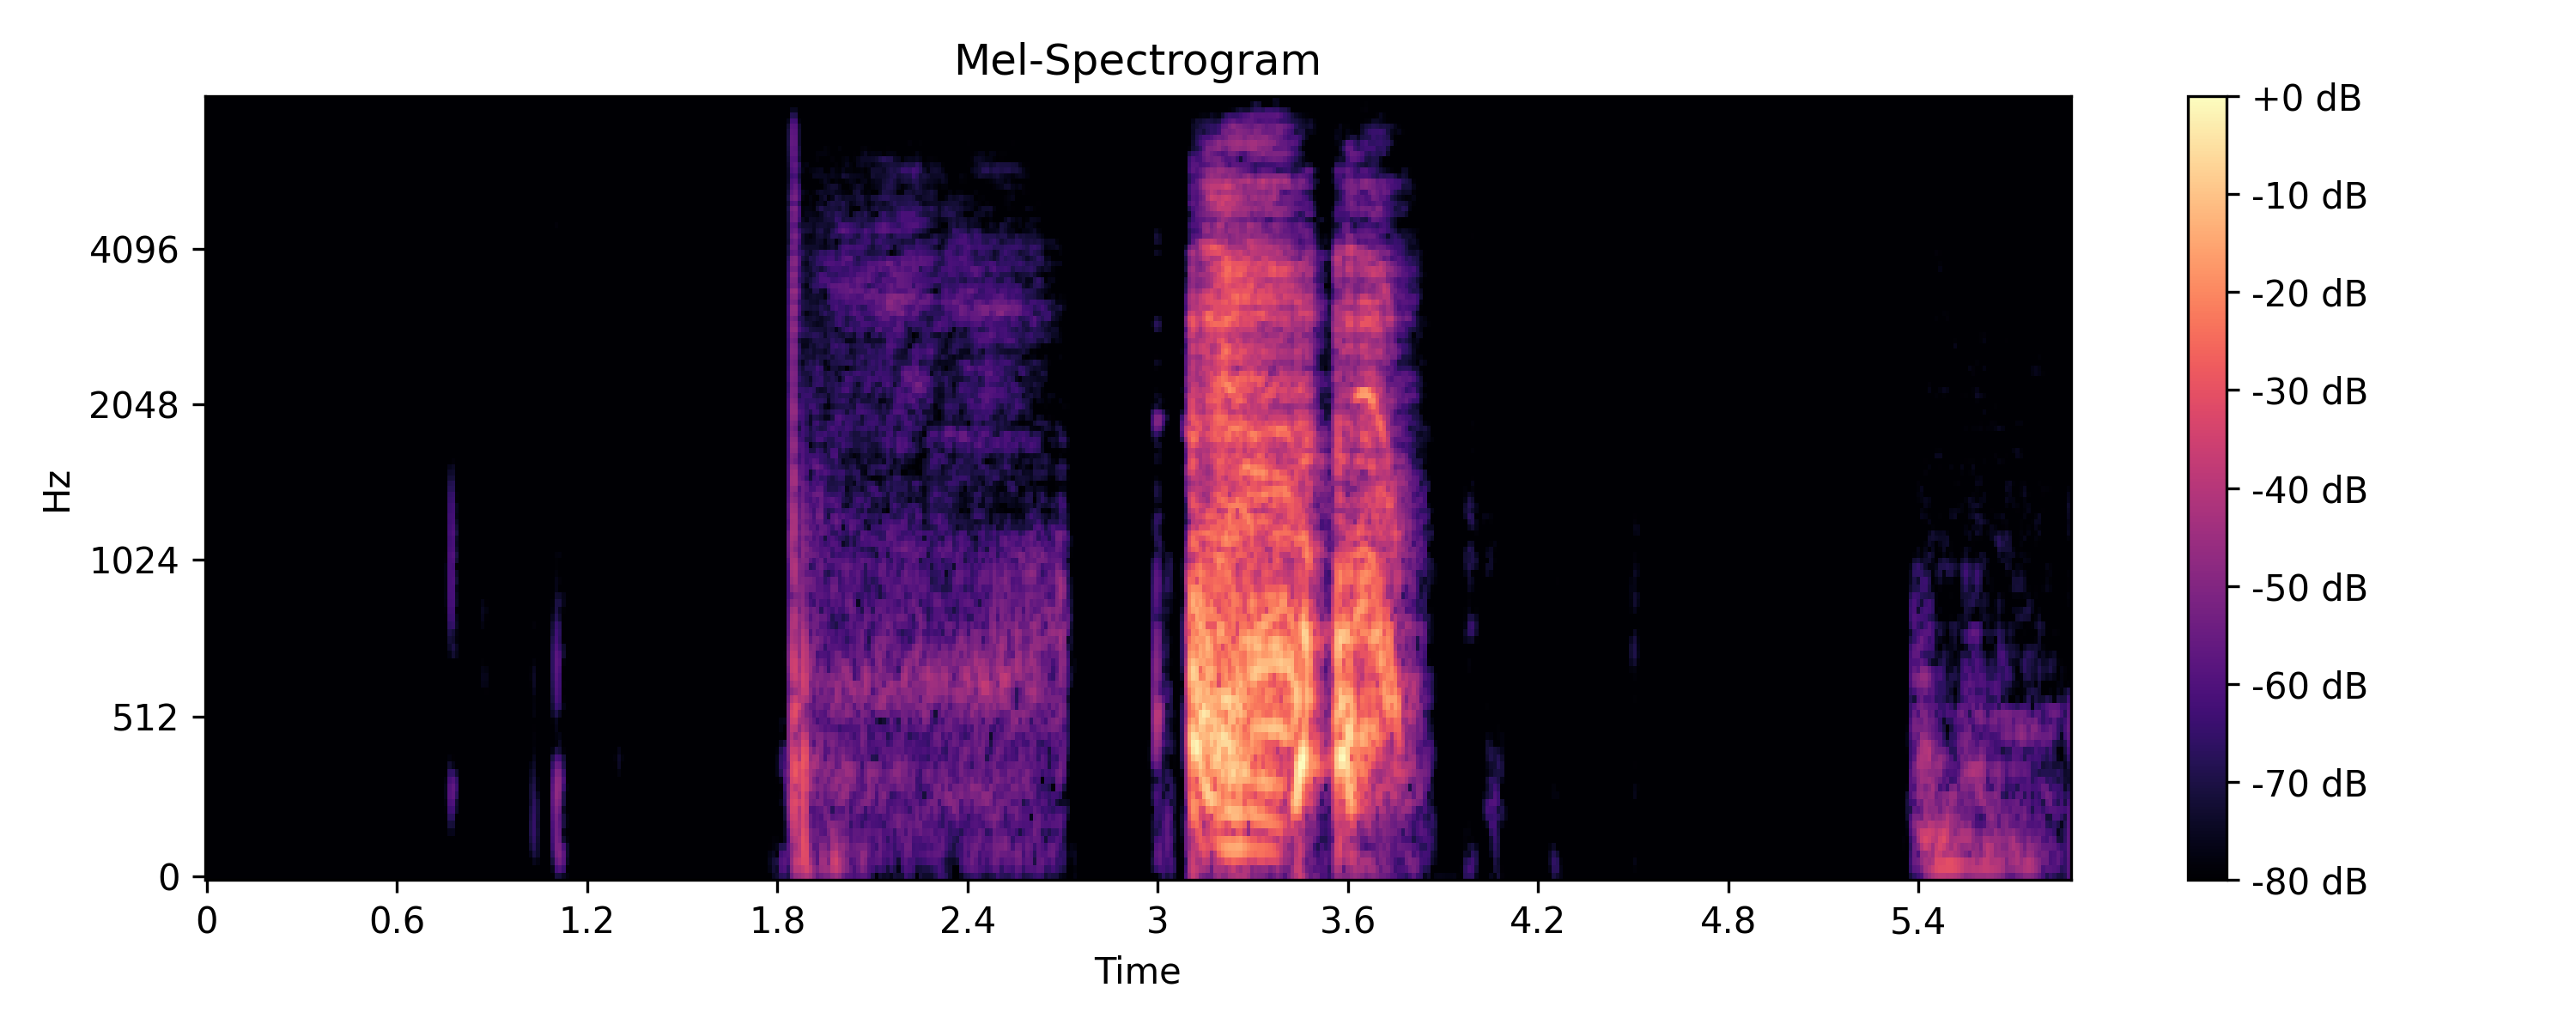 Mel-Spectrogram
+0 dB
-10 dB
-20 dB
-30 dB
-40 dB
-50 dB
-60 dB
-70 dB
-80 dB
Hz
4096
2048
1024
512
0
0 0.6 1.2 1.8 2.4 3 3.6 4.2 4.8 5.4
Time